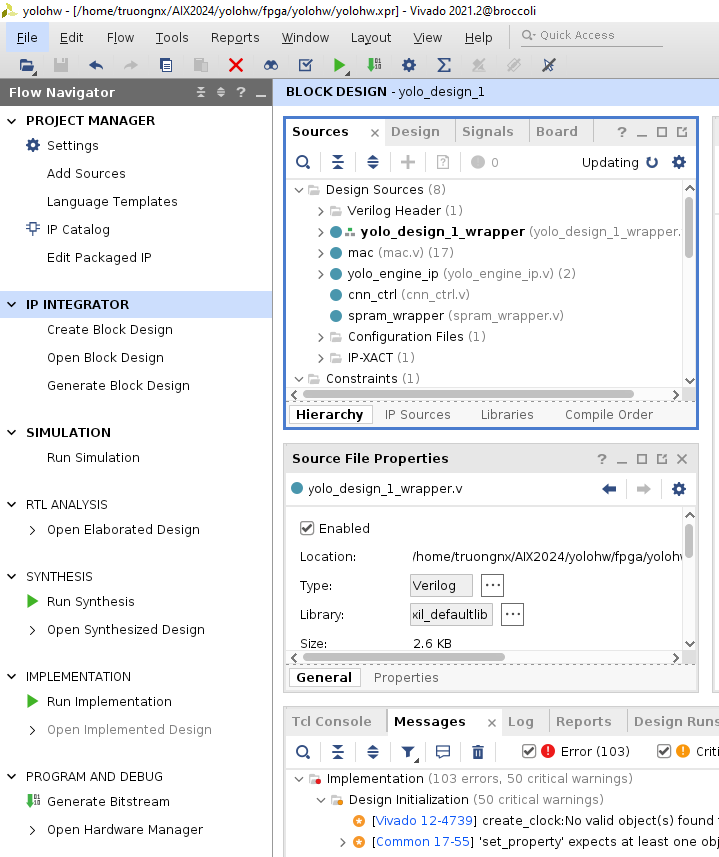 yolohw - [/home/truongnx/AIX2024/yolohw/fpga/yolohw/yolohw.xpr] - Vivado 2021.2@broccoli
File Edit Flow Tools Reports Window Layout View Help Quick Access
Flow Navigator
PROJECT MANAGER
Settings
Add Sources
Language Templates
IP Catalog
Edit Packaged IP
IP INTEGRATOR
Create Block Design
Open Block Design
Generate Block Design
SIMULATION
Run Simulation
RTL ANALYSIS
Open Elaborated Design
SYNTHESIS
Run Synthesis
Open Synthesized Design
IMPLEMENTATION
Run Implementation
Open Implemented Design
PROGRAM AND DEBUG
Generate Bitstream
Open Hardware Manager
BLOCK DESIGN - yolo_design_1
Sources Design Signals Board
0 Updating
Design Sources (8)
Verilog Header (1)
yolo_design_1_wrapper (yolo_design_1_wrapper.
mac (mac.v) (17)
yolo_engine_ip (yolo_engine_ip.v) (2)
cnn_ctrl (cnn_ctrl.v)
spram_wrapper (spram_wrapper.v)
Configuration Files (1)
IP-XACT (1)
Constraints (1)
Hierarchy IP Sources Libraries Compile Order
Source File Properties
yolo_design_1_wrapper.v
Enabled
Location: /home/truongnx/AIX2024/yolohw/fpga/yolohw
Type: Verilog
Library: xil_defaultlib
Size: 2.6 KB
General Properties
Tcl Console Messages Log Reports Design Runs
Error (103) Criti
Implementation (103 errors, 50 critical warnings)
Design Initialization (50 critical warnings)
[Vivado 12-4739] create_clock:No valid object(s) found
[Common 17-55] 'set_property' expects at least one obj